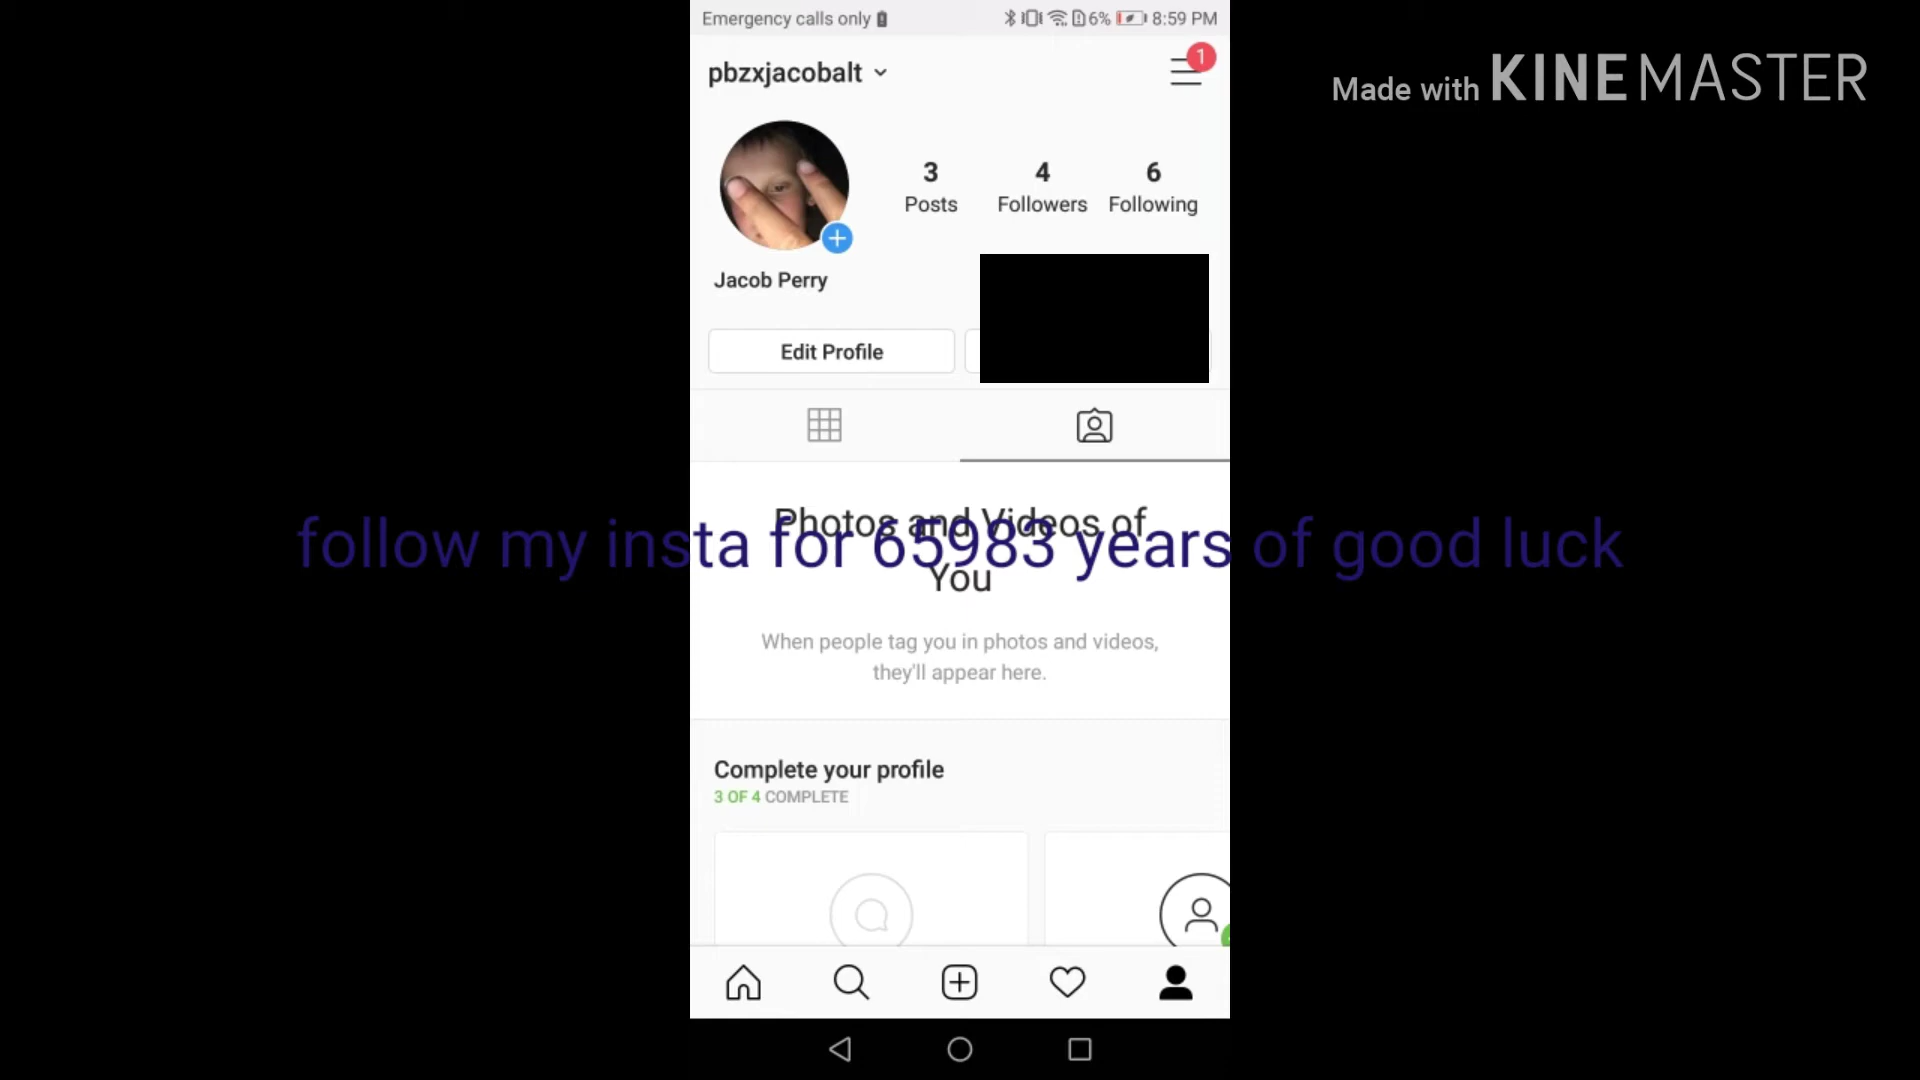 Emergency calls only 6% 8:59 PM
Made with KINEMASTER
pbzxjacobalt 1
3 4 6
Posts Followers Following
Jacob Perry
Edit Profile
Photos and Videos of
follow my insta for 65983 years of good luck
You
When people tag you in photos and videos,
they'll appear here.
Complete your profile
3 OF 4 COMPLETE